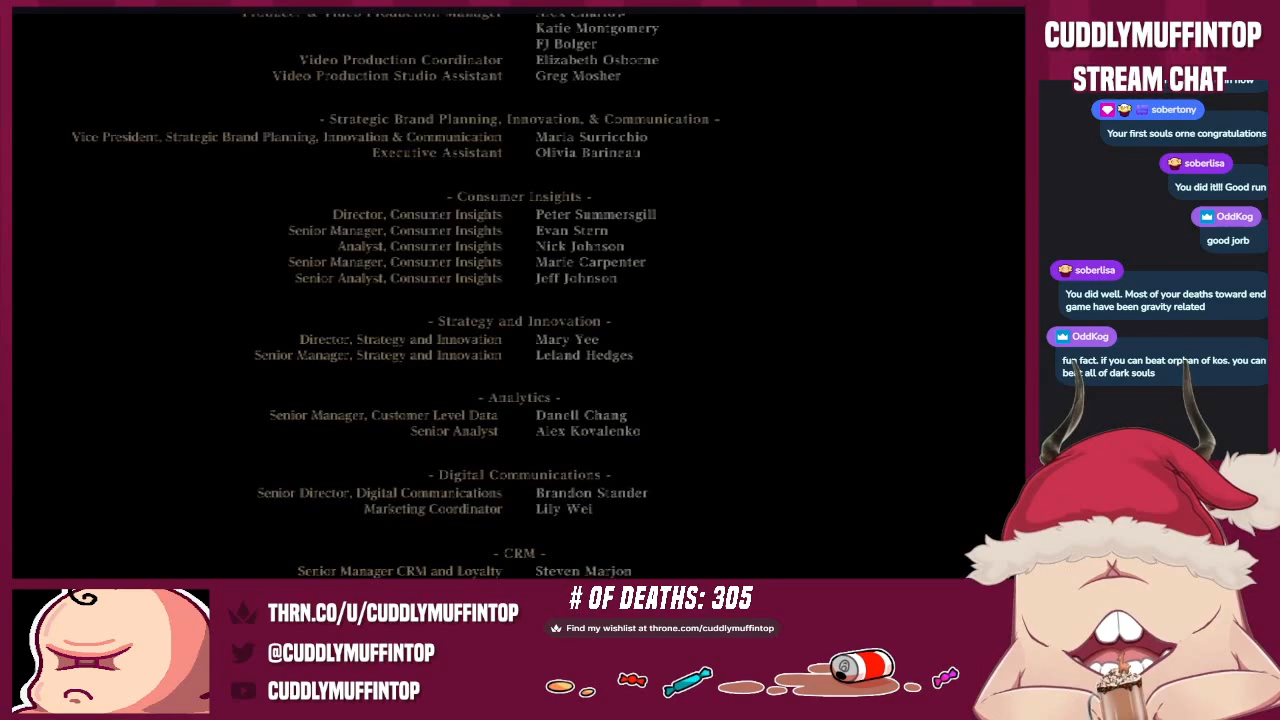 Katie Montgomery
FJ Bolger
Video Production Coordinator Elizabeth Osborne
Video Production Studio Assistant Greg Mosher
- Strategic Brand Planning, Innovation, & Communication -
Vice President, Strategic Brand Planning, Innovation & Communication Maria Surricchio
Executive Assistant Olivia Barineau
- Consumer Insights -
Director, Consumer Insights Peter Summersgill
Senior Manager, Consumer Insights Evan Stern
Analyst, Consumer Insights Nick Johnson
Senior Manager, Consumer Insights Marie Carpenter
Senior Analyst, Consumer Insights Jeff Johnson
- Strategy and Innovation -
Director, Strategy and Innovation Mary Yee
Senior Manager, Strategy and Innovation Leland Hedges
- Analytics -
Senior Manager, Customer Level Data Danell Chang
Senior Analyst Alex Kovalenko
- Digital Communications -
Senior Director, Digital Communications Brandon Stander
Marketing Coordinator Lily Wei
- CRM -
Senior Manager CRM and Loyalty Steven Marjon
CUDDLYMUFFINTOP
STREAM CHAT
now
sobertony
Your first souls orne congratulations
soberlisa
You did it!!! Good run
OddKog
good jorb
soberlisa
You did well. Most of your deaths toward end
game have been gravity related
OddKog
fun fact. if you can beat orphan of kos. you can
beat all of dark souls
# OF DEATHS: 305
Find my wishlist at throne.com/cuddlymuffintop
THRN.CO/U/CUDDLYMUFFINTOP
@CUDDLYMUFFINTOP
CUDDLYMUFFINTOP